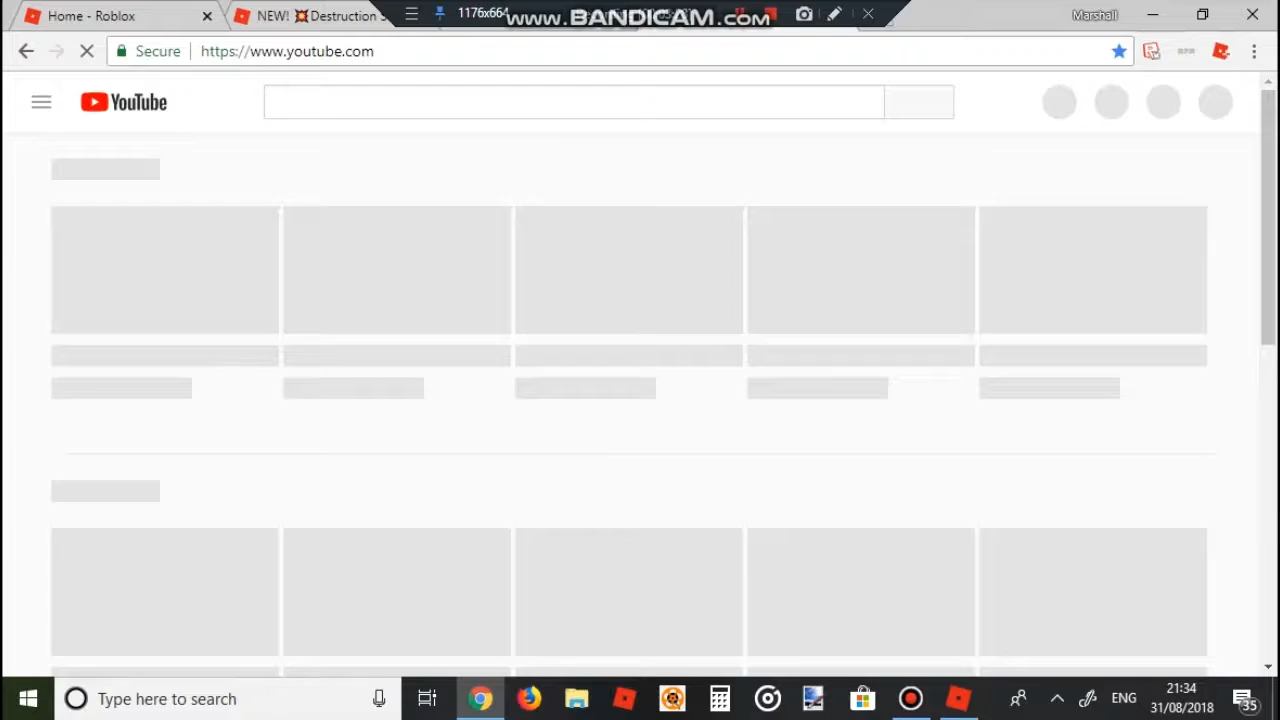 Home - Roblox
NEW! 💥Destruction S
1176x664
www.BANDICAM.com
Marshall
Secure
https://www.youtube.com
YouTube
Type here to search
ENG
21:34
31/08/2018
35